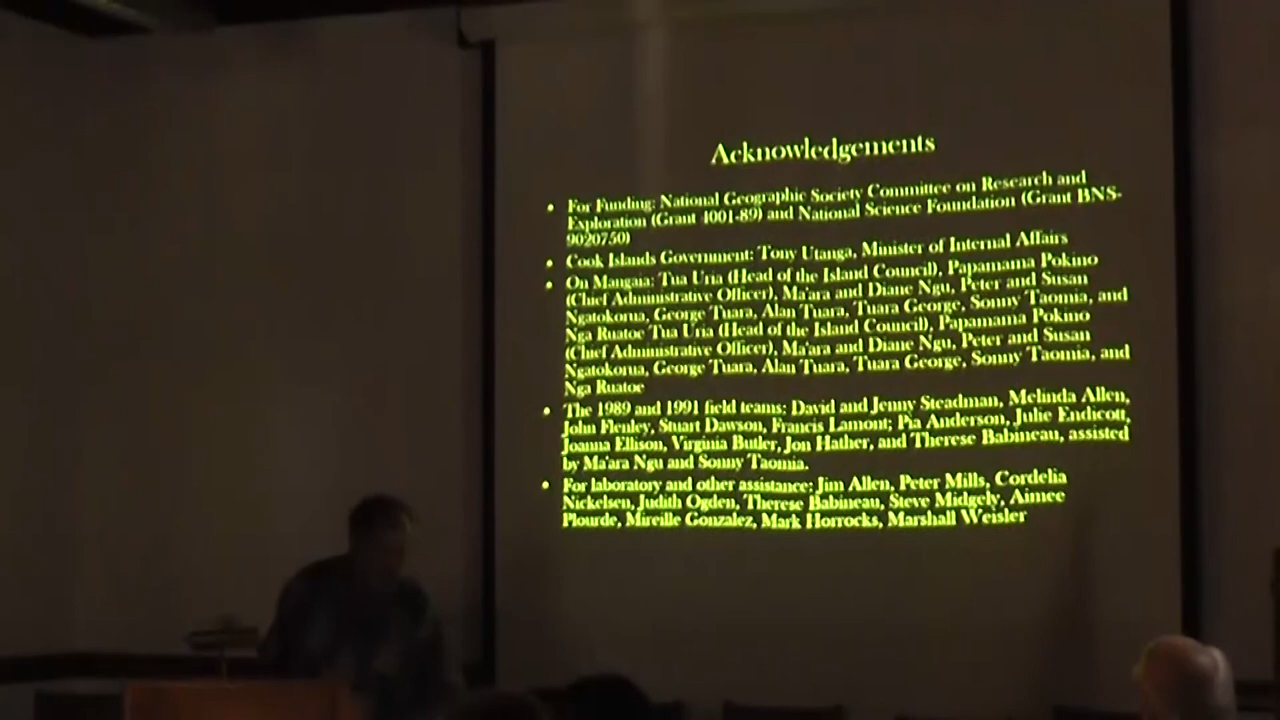 Acknowledgements
• For Funding: National Geographic Society Committee on Research and
Exploration (Grant 4001-89) and National Science Foundation (Grant BNS-
9020750)
• Cook Islands Government: Tony Utanga, Minister of Internal Affairs
• On Mangaia: Tua Uria (Head of the Island Council), Papamama Pokino
(Chief Administrative Officer), Ma'ara and Diane Ngu, Peter and Susan
Ngatokorua, George Tuara, Alan Tuara, Tuara George, Sonny Taomia, and
Nga Ruatoe Tua Uria (Head of the Island Council), Papamama Pokino
(Chief Administrative Officer), Ma'ara and Diane Ngu, Peter and Susan
Ngatokorua, George Tuara, Alan Tuara, Tuara George, Sonny Taomia, and
Nga Ruatoe
• The 1989 and 1991 field teams: David and Jenny Steadman, Melinda Allen,
John Flenley, Stuart Dawson, Francis Lamont; Pia Anderson, Julie Endicott,
Joanna Ellison, Virginia Butler, Jon Hather, and Therese Babineau, assisted
by Ma'ara Ngu and Sonny Taomia.
• For laboratory and other assistance: Jim Allen, Peter Mills, Cordelia
Nickelsen, Judith Ogden, Therese Babineau, Steve Midgely, Aimee
Plourde, Mireille Gonzalez, Mark Horrocks, Marshall Weisler